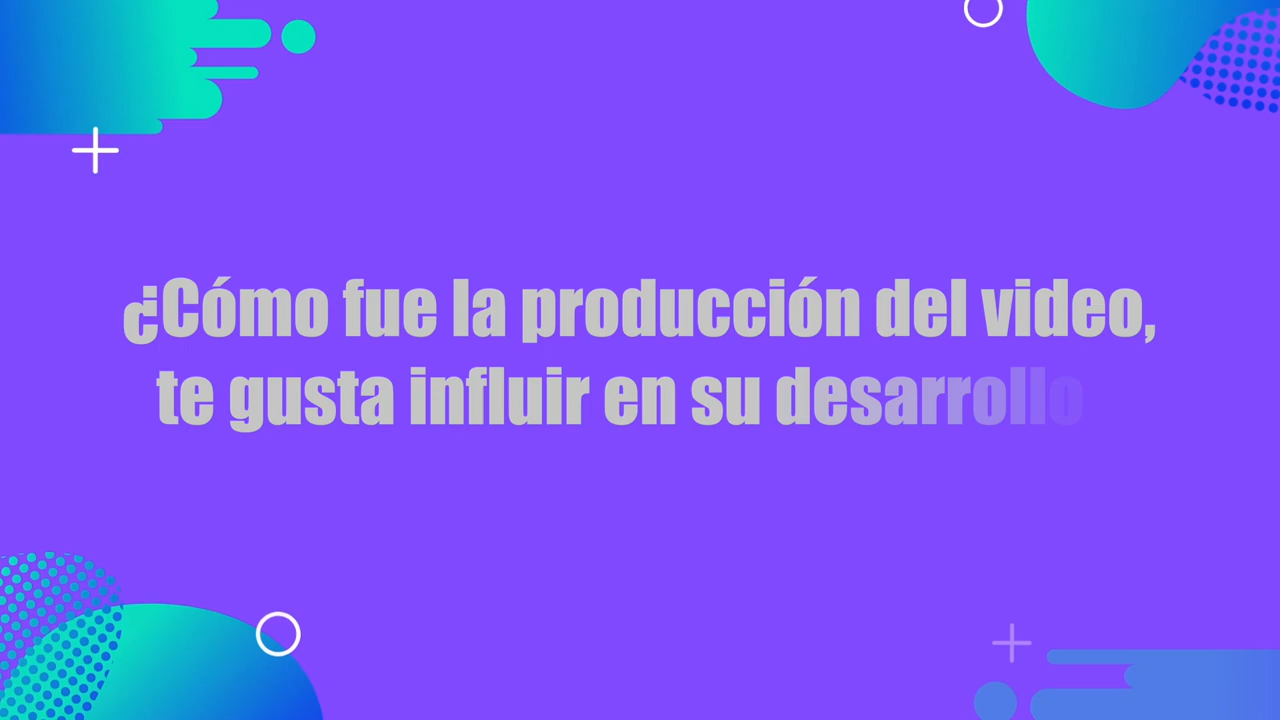 ¿Cómo fue la producción del video,
te gusta influir en su desarrollo